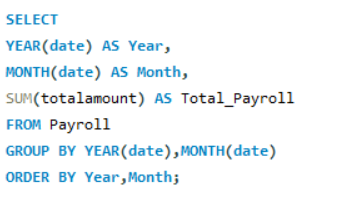 SELECT
YEAR(date) AS Year,
MONTH(date) AS Month,
SUM(totalamount) AS Total_Payroll
FROM Payroll
GROUP BY YEAR(date),MONTH(date)
ORDER BY Year,Month;